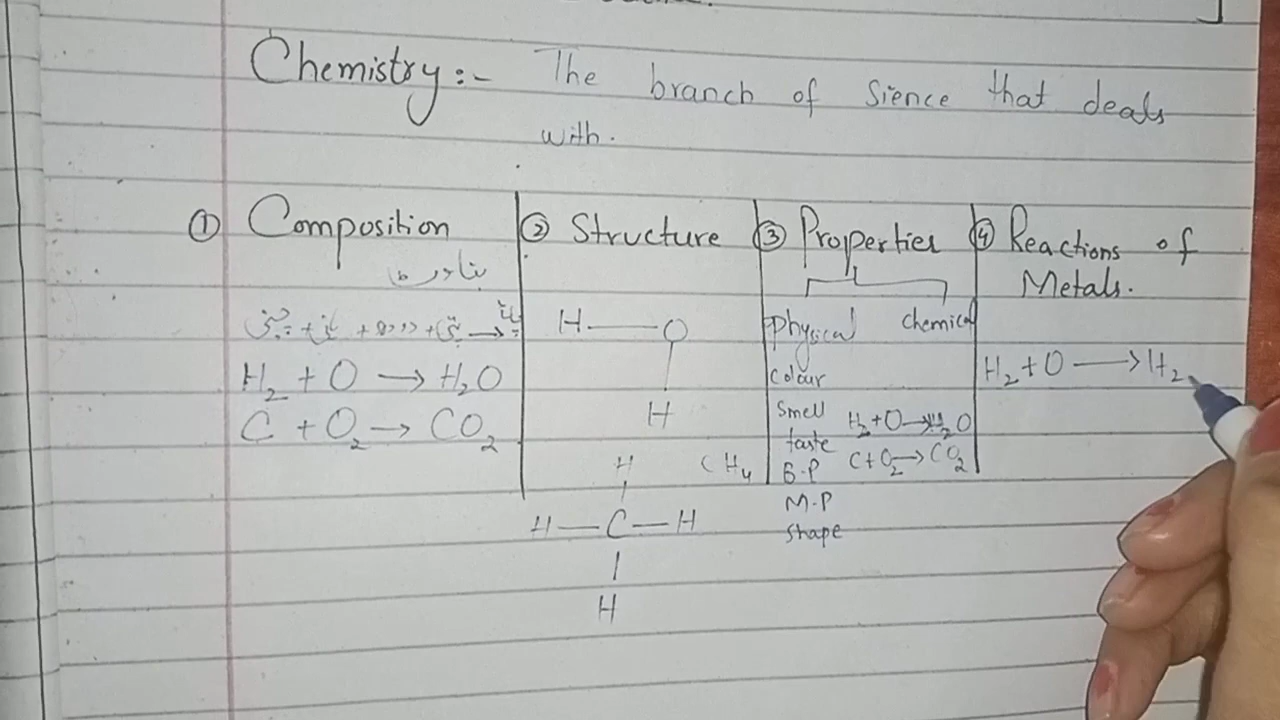 Chemistry:- The branch of Sience that deals
with.
① Composition
H₂ + O → H₂O
C + O₂ → CO₂
② Structure
H — O
H
CH₄
H
H — C — H
H
③ Properties
Physical chemical
Colour
Smell H₂+O→H₂O
taste C+O₂→CO₂
B.P
M.P
shape
④ Reactions of
Metals.
H₂+O → H₂